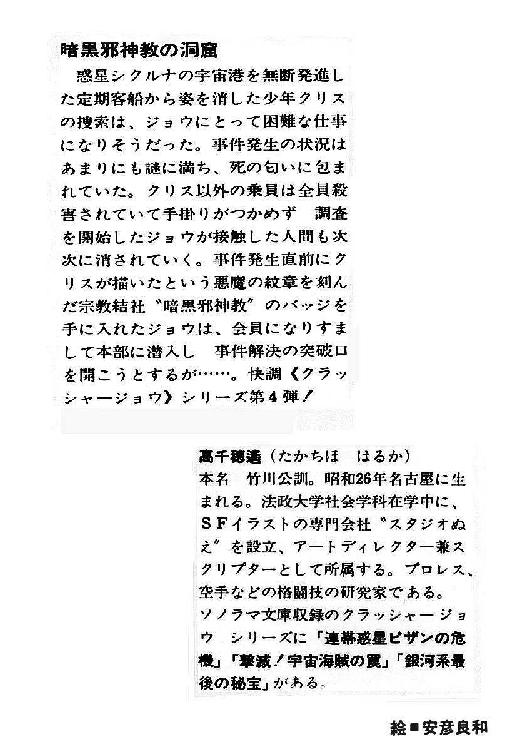 暗黒邪神教の洞窟
惑星シクルナの宇宙港を無断発進し
た定期客船から姿を消した少年クリス
の捜索は、ジョウにとって困難な仕事
になりそうだった。事件発生の状況は
あまりにも謎に満ち、死の匂いに包ま
れていた。クリス以外の乗員は全員殺
害されていて手掛りがつかめず　調査
を開始したジョウが接触した人間も次
次に消されていく。事件発生直前にク
リスが描いたという悪魔の紋章を刻ん
だ宗教結社〝暗黒邪神教〟のバッジを
手に入れたジョウは、会員になりすま
して本部に潜入し　事件解決の突破口
を開こうとするが……。快調《クラッ
シャージョウ》シリーズ第4弾！
高千穂遙（たかちほ　はるか）
本名　竹川公訓。昭和26年名古屋に生
まれる。法政大学社会学科在学中に、
ＳＦイラストの専門会社〝スタジオぬ
え〟を設立、アートディレクター兼ス
クリプターとして所属する。プロレス、
空手などの格闘技の研究家である。
ソノラマ文庫収録のクラッシャージョ
ウ　シリーズに「連帯惑星ピザンの危
機」「撃滅！宇宙海賊の罠」「銀河系最
後の秘宝」がある。
絵■安彦良和